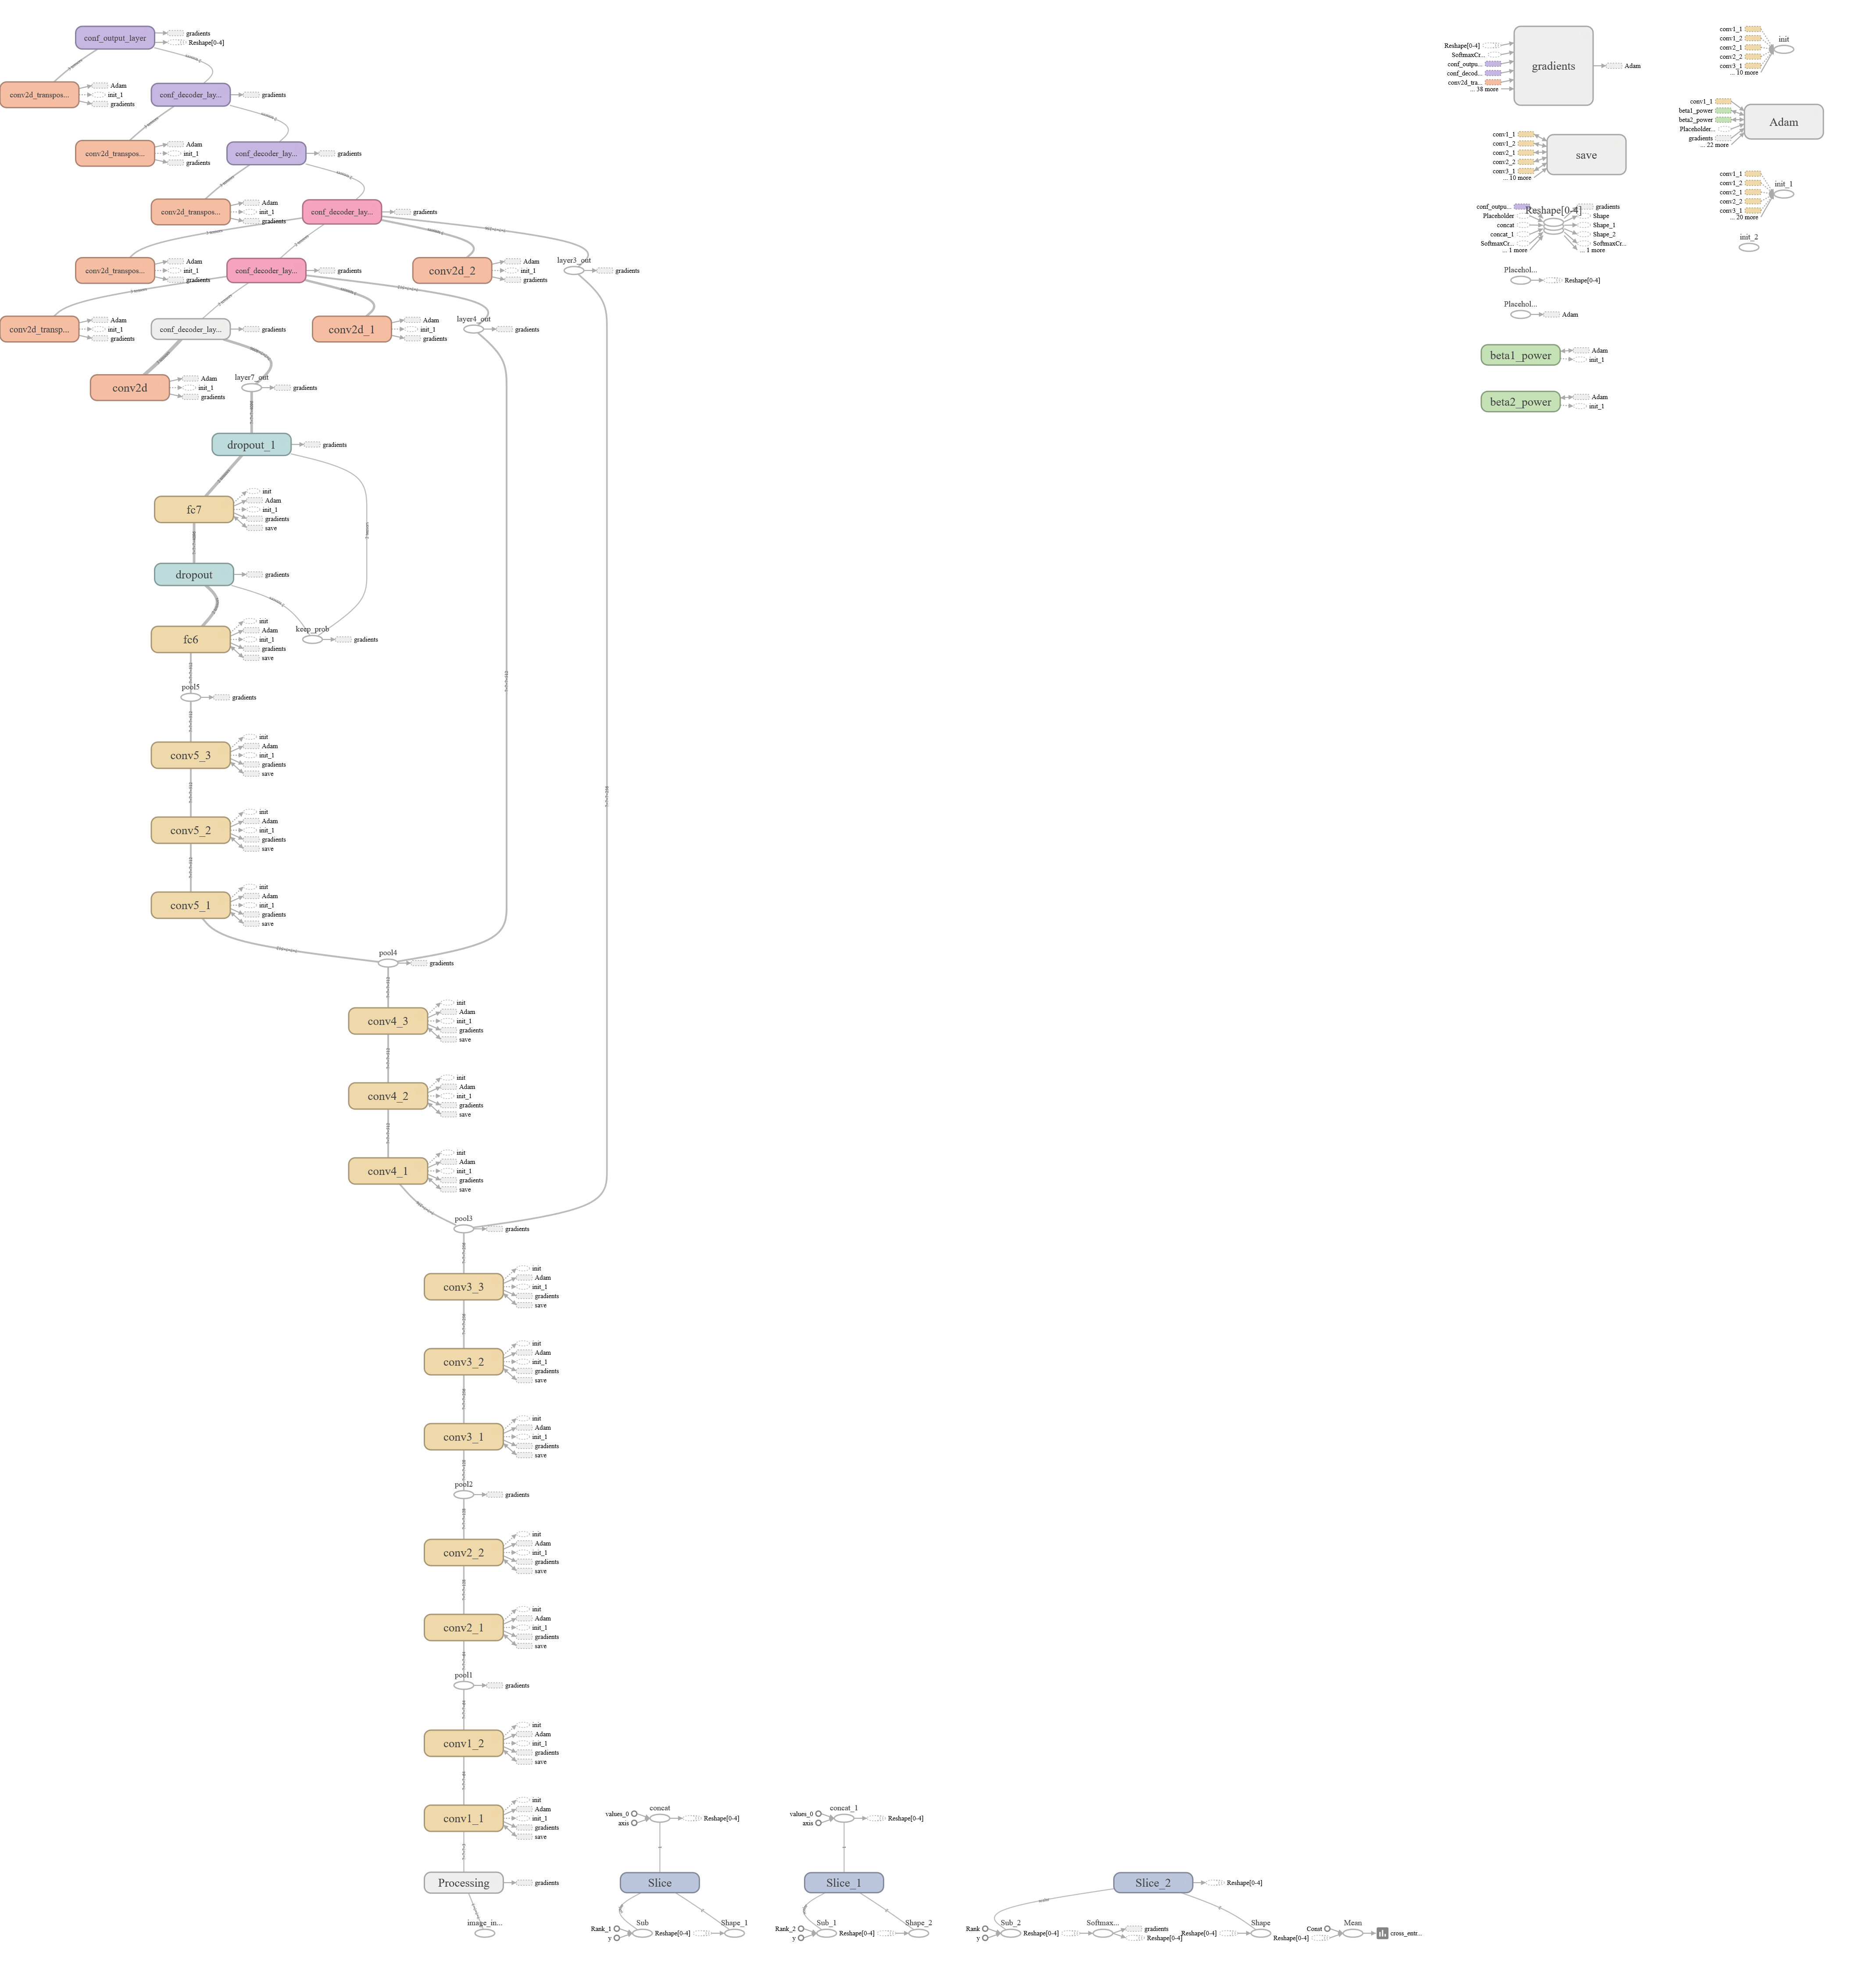 conf_output_layer
gradients
Reshape[0-4]
conv2d_transpos...
Adam
init_1
gradients
conf_decoder_lay...
gradients
conv2d_transpos...
Adam
init_1
gradients
conf_decoder_lay...
gradients
conv2d_transpos...
Adam
init_1
gradients
conf_decoder_lay...
gradients
conv2d_transpos...
Adam
init_1
gradients
conf_decoder_lay...
gradients
conv2d_2
Adam
init_1
gradients
layer3_out
gradients
conv2d_transp...
Adam
init_1
gradients
conf_decoder_lay...
gradients
conv2d_1
Adam
init_1
gradients
layer4_out
gradients
conv2d
Adam
init_1
gradients
layer7_out
gradients
dropout_1
gradients
fc7
init
Adam
init_1
gradients
save
dropout
gradients
fc6
init
Adam
init_1
gradients
save
keep_prob
gradients
pool5
gradients
conv5_3
init
Adam
init_1
gradients
save
conv5_2
init
Adam
init_1
gradients
save
conv5_1
init
Adam
init_1
gradients
save
pool4
gradients
conv4_3
init
Adam
init_1
gradients
save
conv4_2
init
Adam
init_1
gradients
save
conv4_1
init
Adam
init_1
gradients
save
pool3
gradients
conv3_3
init
Adam
init_1
gradients
save
conv3_2
init
Adam
init_1
gradients
save
conv3_1
init
Adam
init_1
gradients
save
pool2
gradients
conv2_2
init
Adam
init_1
gradients
save
conv2_1
init
Adam
init_1
gradients
save
pool1
gradients
conv1_2
init
Adam
init_1
gradients
save
conv1_1
init
Adam
init_1
gradients
save
Processing
gradients
image_in...
concat
values_0
axis
Reshape[0-4]
Slice
Sub
Rank_1
y
Reshape[0-4]
Shape_1
concat_1
values_0
axis
Reshape[0-4]
Slice_1
Sub_1
Rank_2
y
Reshape[0-4]
Shape_2
Slice_2
Reshape[0-4]
Sub_2
Rank
y
Reshape[0-4]
Softmax...
gradients
Reshape[0-4]
Reshape[0-4]
Shape
Const
Reshape[0-4]
Mean
cross_entr...
Reshape[0-4]
SoftmaxCr...
conf_outpu...
conf_decod...
conv2d_tra...
... 38 more
gradients
Adam
conv1_1
conv1_2
conv2_1
conv2_2
conv3_1
... 10 more
save
Reshape[0-4]
conf_outpu...
Placeholder
concat
concat_1
SoftmaxCr...
... 1 more
gradients
Shape
Shape_1
Shape_2
SoftmaxCr...
... 1 more
Placehol...
Reshape[0-4]
Placehol...
Adam
beta1_power
Adam
init_1
beta2_power
Adam
init_1
conv1_1
conv1_2
conv2_1
conv2_2
conv3_1
... 10 more
init
conv1_1
beta1_power
beta2_power
Placeholder...
gradients
... 22 more
Adam
conv1_1
conv1_2
conv2_1
conv2_2
conv3_1
... 20 more
init_1
init_2